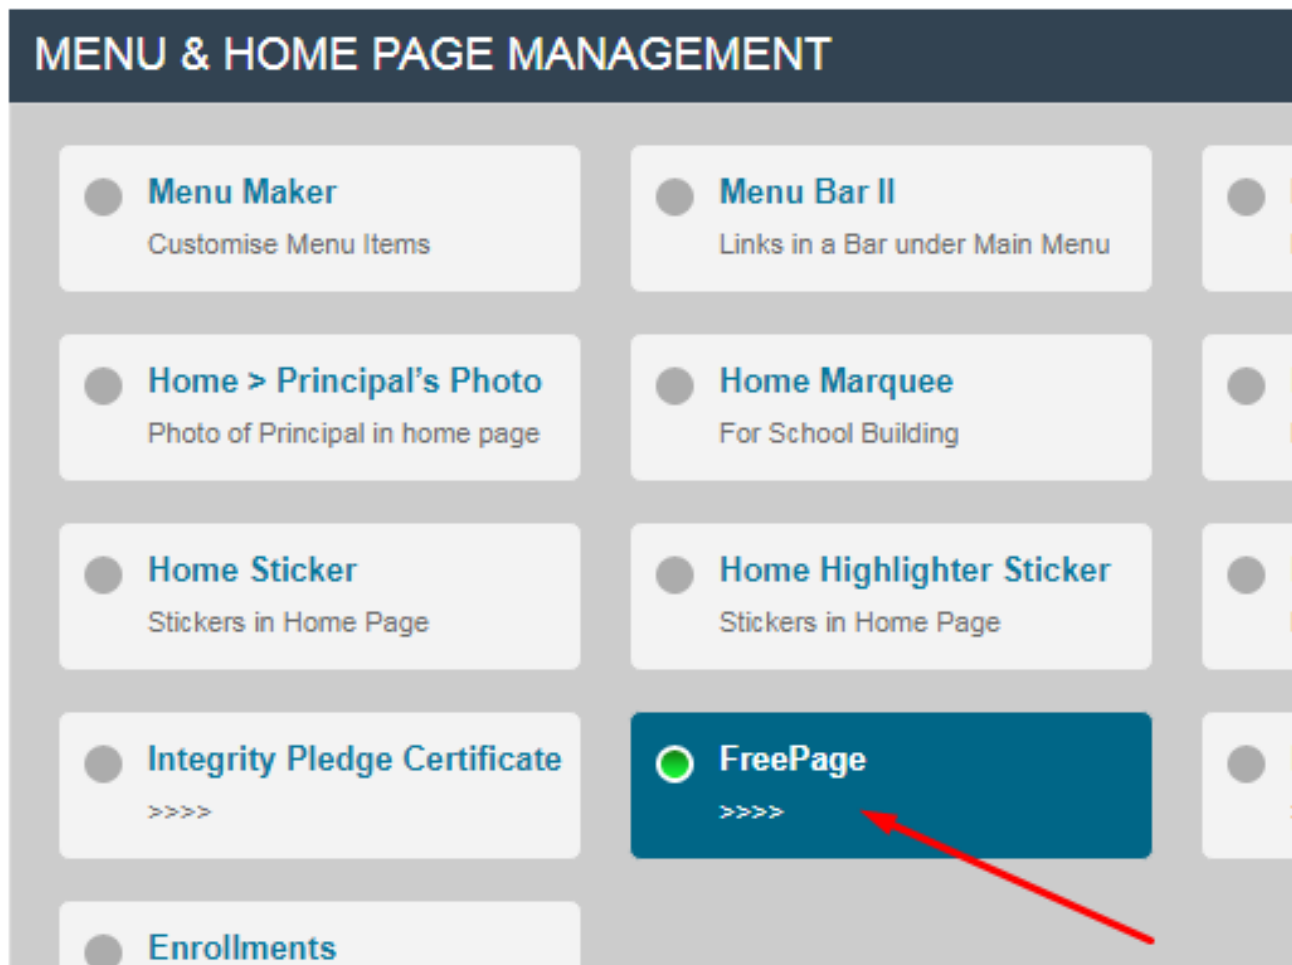 MENU & HOME PAGE MANAGEMENT
Menu Maker
Customise Menu Items
Menu Bar II
Links in a Bar under Main Menu
Home > Principal's Photo
Photo of Principal in home page
Home Marquee
For School Building
Home Sticker
Stickers in Home Page
Home Highlighter Sticker
Stickers in Home Page
Integrity Pledge Certificate
>>>>
FreePage
>>>>
Enrollments